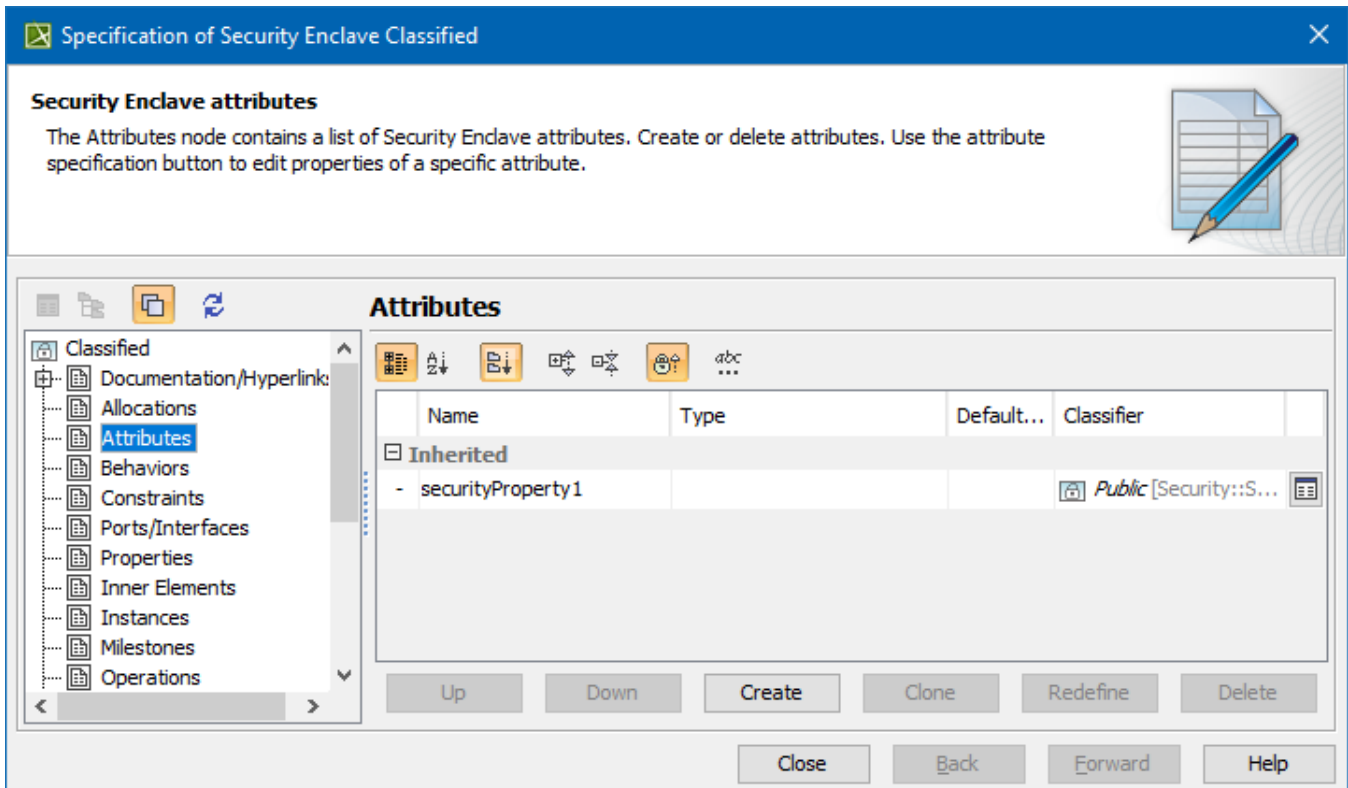 Specification of Security Enclave Classified
Security Enclave attributes
The Attributes node contains a list of Security Enclave attributes. Create or delete attributes. Use the attribute
specification button to edit properties of a specific attribute.
Attributes
Classified
Documentation/Hyperlinks
Allocations
Attributes
Behaviors
Constraints
Ports/Interfaces
Properties
Inner Elements
Instances
Milestones
Operations
abc
Name Type Default... Classifier
Inherited
- securityProperty1 Public [Security::S...
Up Down Create Clone Redefine Delete
Close Back Forward Help